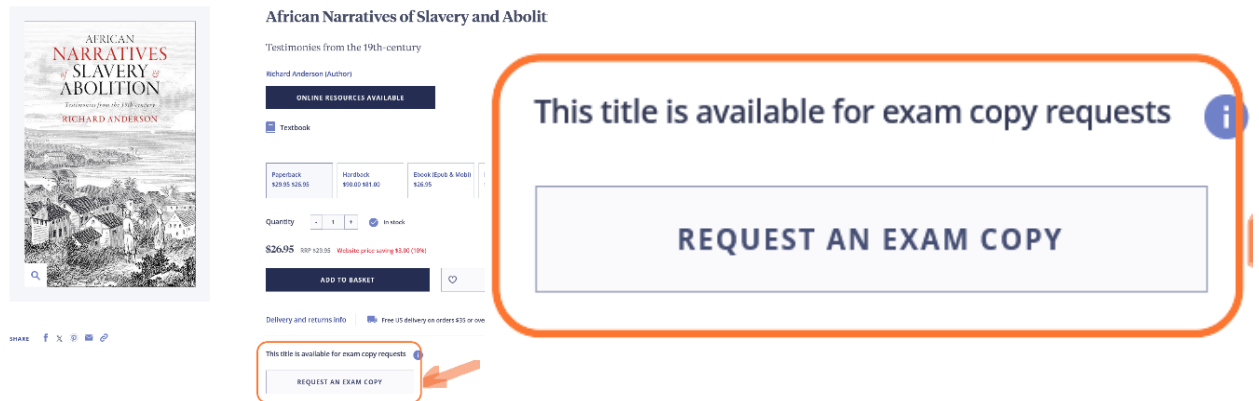 AFRICAN
NARRATIVES
of SLAVERY &
ABOLITION
Testimonies from the 19th-century
RICHARD ANDERSON
SHARE
African Narratives of Slavery and Abolit
Testimonies from the 19th-century
Richard Anderson (Author)
ONLINE RESOURCES AVAILABLE
Textbook
Paperback Hardback Ebook (Epub & Mobi)
$29.95 $26.95 $90.00 $81.00 $26.95
Quantity - 1 + In stock
$26.95 RRP $29.95 Website price saving $3.00 (10%)
ADD TO BASKET
Delivery and returns info Free US delivery on orders $35 or ove
This title is available for exam copy requests i
REQUEST AN EXAM COPY
This title is available for exam copy requests i
REQUEST AN EXAM COPY